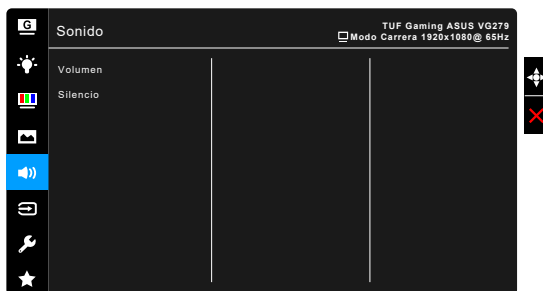 G
Sonido
TUF Gaming ASUS VG279
Modo Carrera 1920x1080@ 65Hz
Volumen
Silencio